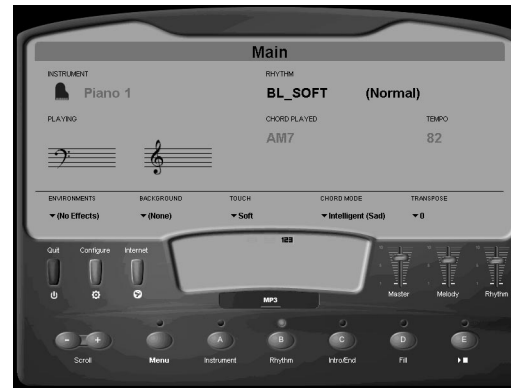 Main
INSTRUMENT RHYTHM
Piano 1 BL_SOFT (Normal)
PLAYING CHORD PLAYED TEMPO
AM7 82
ENVIRONMENTS BACKGROUND TOUCH CHORD MODE TRANSPOSE
(No Effects) (None) Soft Intelligent (Sad) 0
Quit Configure Internet 123
Master Melody Rhythm
MP3
- + A B C D E
Scroll Menu Instrument Rhythm Intro/End Fill